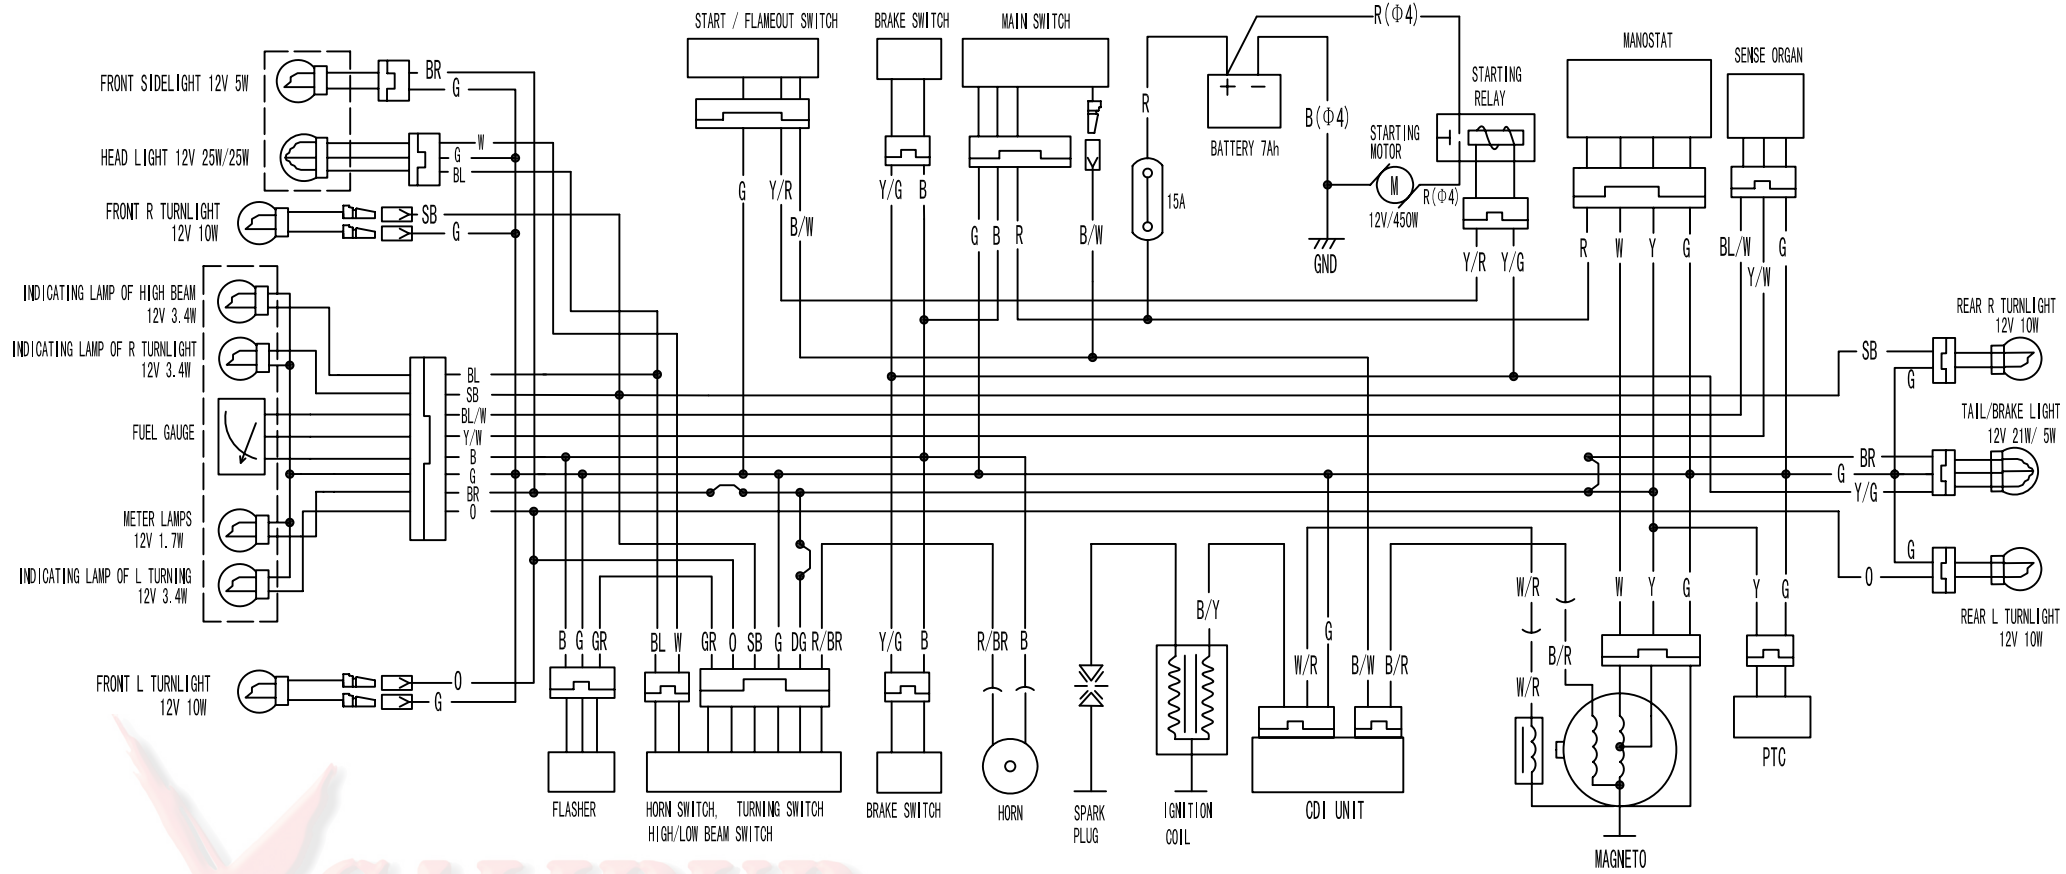 START / FLAMEOUT SWITCH
BRAKE SWITCH
MAIN SWITCH
R(Φ4)
MANOSTAT
SENSE ORGAN
FRONT SIDELIGHT 12V 5W
BR
G
STARTING
RELAY
R
B(Φ4)
+ −
BATTERY 7Ah
STARTING
MOTOR
M
R(Φ4)
12V/450W
15A
GND
HEAD LIGHT 12V 25W/25W
W
G
BL
FRONT R TURNLIGHT
12V 10W
SB
G
G
Y/R
B/W
Y/G
B
G
B
R
B/W
Y/R
Y/G
R
W
Y
G
BL/W
Y/W
G
INDICATING LAMP OF HIGH BEAM
12V 3.4W
INDICATING LAMP OF R TURNLIGHT
12V 3.4W
FUEL GAUGE
METER LAMPS
12V 1.7W
INDICATING LAMP OF L TURNING
12V 3.4W
BL
SB
BL/W
Y/W
B
G
BR
O
REAR R TURNLIGHT
12V 10W
SB
G
TAIL/BRAKE LIGHT
12V 21W/ 5W
BR
G
Y/G
G
O
REAR L TURNLIGHT
12V 10W
FRONT L TURNLIGHT
12V 10W
O
G
B
G
GR
BL
W
GR
O
SB
G
DG
R/BR
Y/G
B
R/BR
B
B/Y
W/R
G
B/W
B/R
W/R
W/R
B/R
W
Y
G
Y
G
FLASHER
HORN SWITCH, TURNING SWITCH
HIGH/LOW BEAM SWITCH
BRAKE SWITCH
HORN
SPARK
PLUG
IGNITION
COIL
CDI UNIT
MAGNETO
PTC